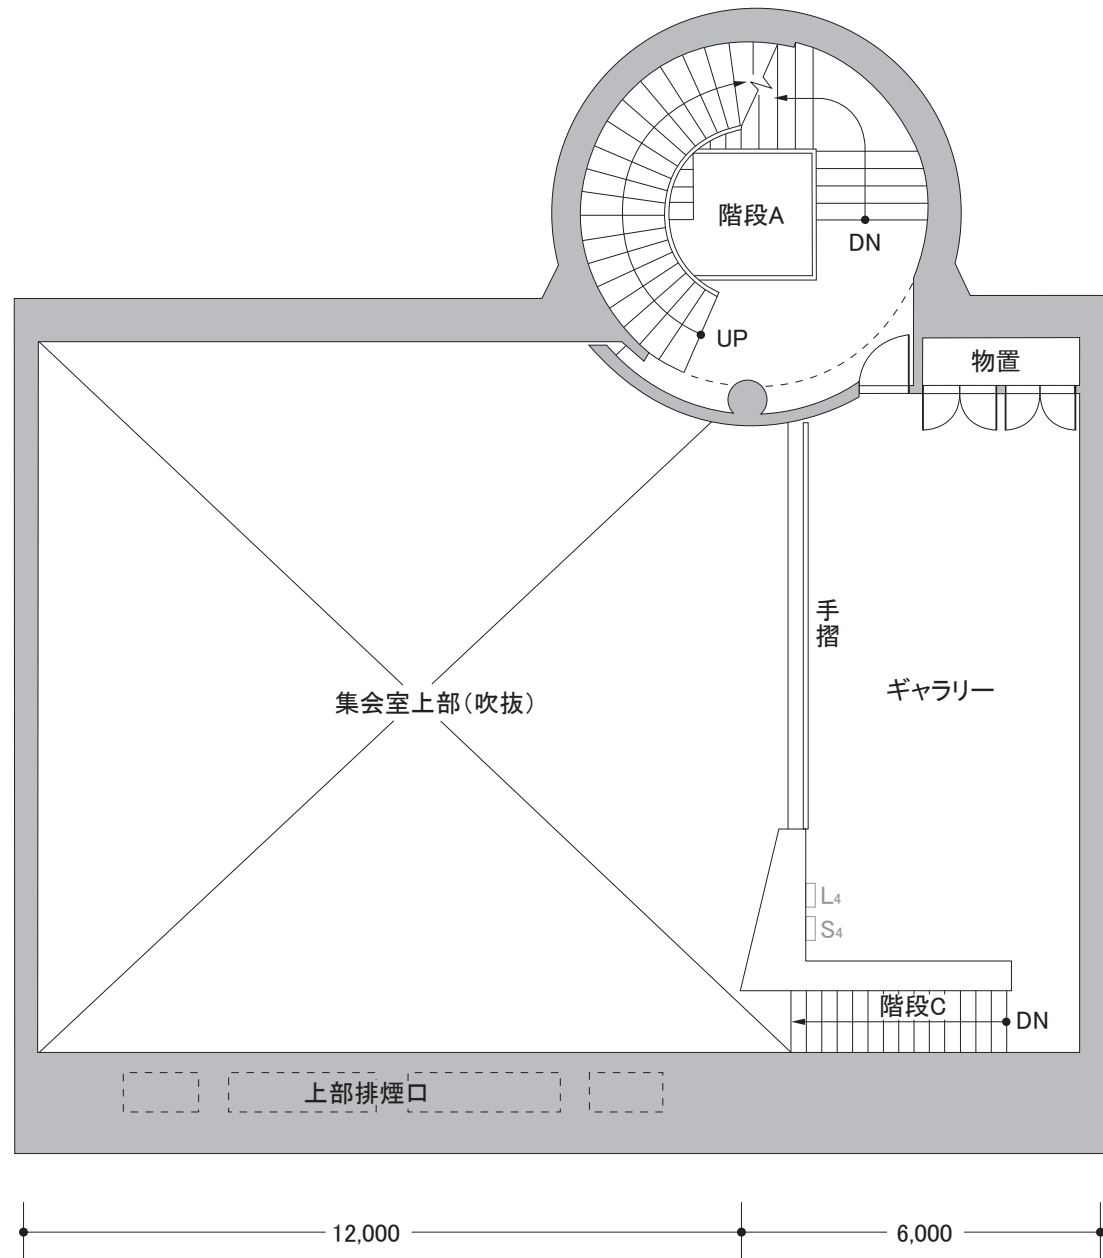 階段A
DN
UP
物置
手摺
ギャラリー
集会室上部(吹抜)
L4
S4
階段C
DN
上部排煙口
12,000
6,000